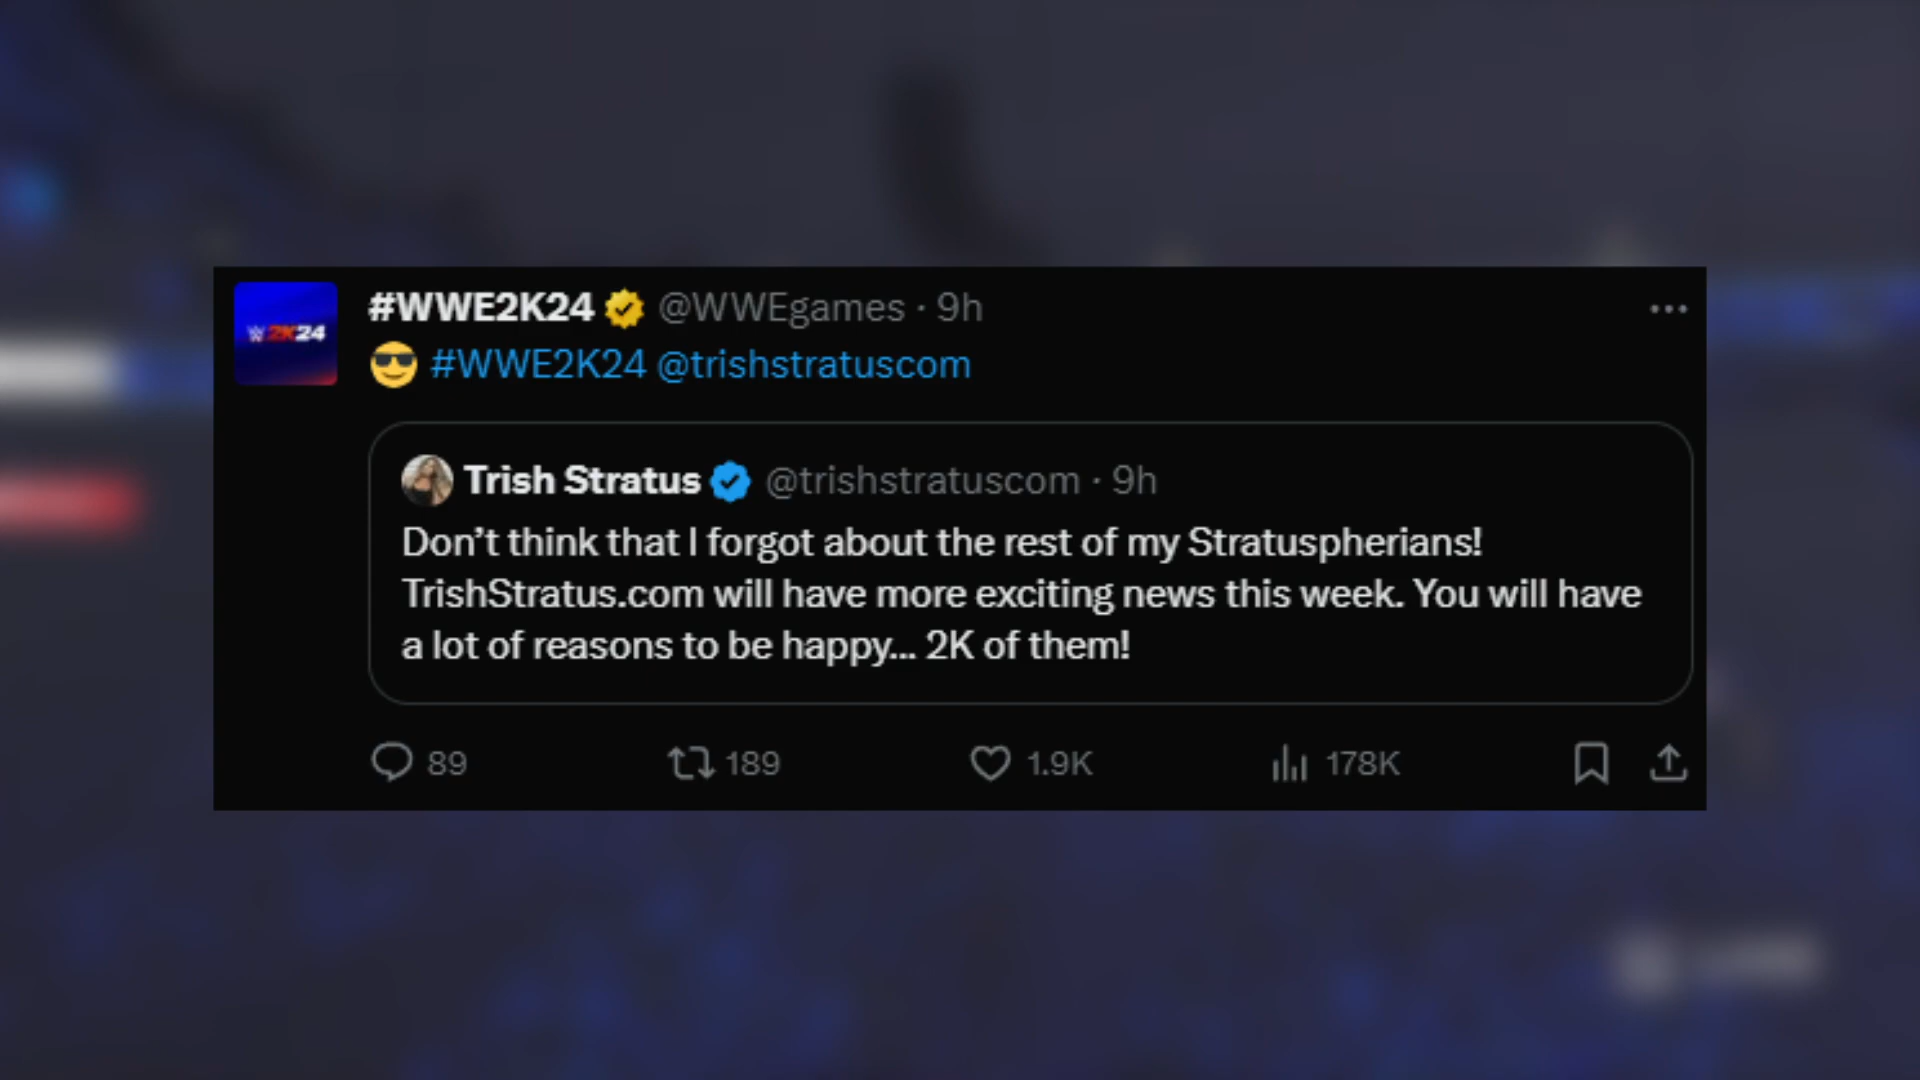 #WWE2K24 @WWEgames · 9h
W 2K24
😎 #WWE2K24 @trishstratuscom
Trish Stratus @trishstratuscom · 9h
Don’t think that I forgot about the rest of my Stratuspherians!
TrishStratus.com will have more exciting news this week. You will have
a lot of reasons to be happy... 2K of them!
89 189 1.9K 178K